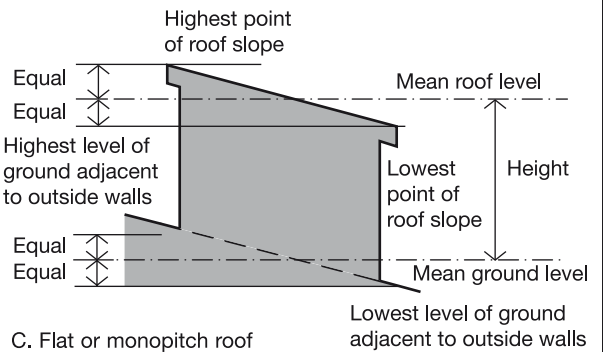 Highest point
of roof slope
Equal
Mean roof level
Equal
Highest level of
ground adjacent
to outside walls
Lowest
point of
roof slope
Height
Equal
Equal
Mean ground level
Lowest level of ground
adjacent to outside walls
C. Flat or monopitch roof